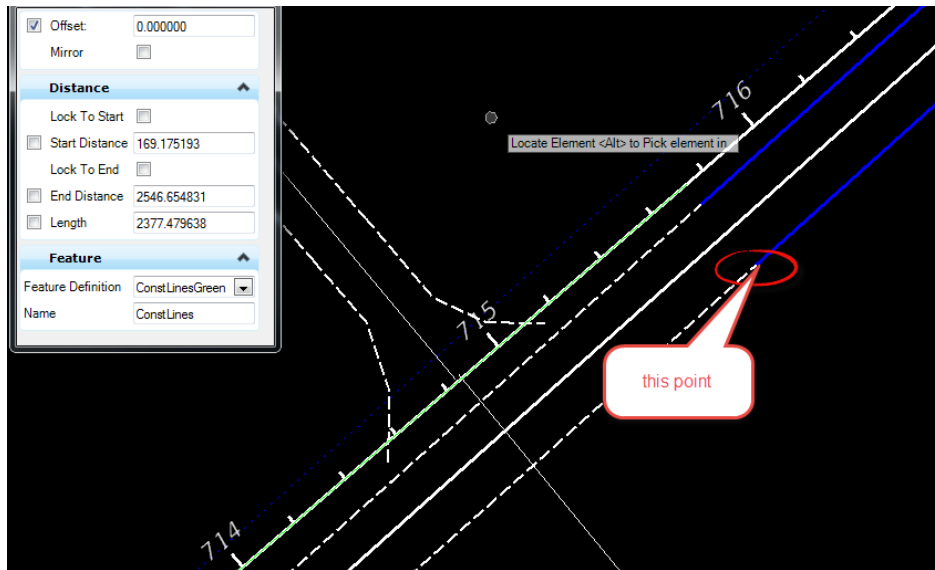 Offset: 0.000000
Mirror
Distance
Lock To Start
Start Distance 169.175193
Lock To End
End Distance 2546.654831
Length 2377.479638
Feature
Feature Definition ConstLinesGreen
Name ConstLines
716
Locate Element <Alt> to Pick element in
715
this point
714